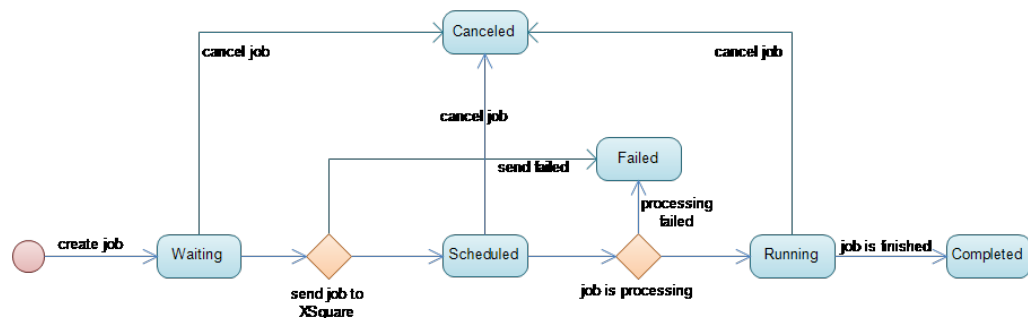 Canceled
cancel job
cancel job
cancel job
Failed
send failed
processing
failed
create job
Waiting
Scheduled
Running
job is finished
Completed
send job to
XSquare
job is processing